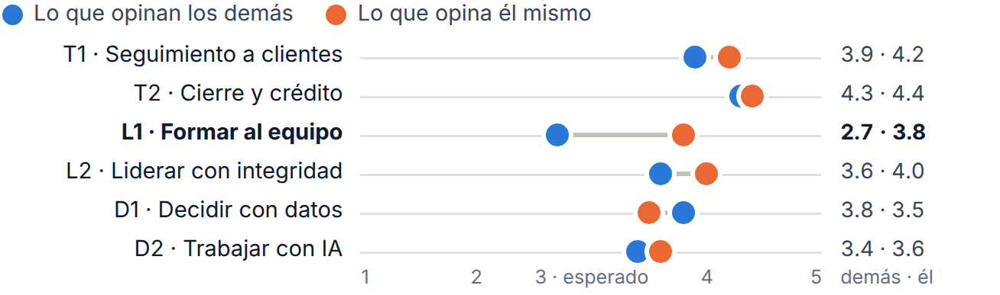 Lo que opinan los demás Lo que opina él mismo
T1 · Seguimiento a clientes 3.9 · 4.2
T2 · Cierre y crédito 4.3 · 4.4
L1 · Formar al equipo 2.7 · 3.8
L2 · Liderar con integridad 3.6 · 4.0
D1 · Decidir con datos 3.8 · 3.5
D2 · Trabajar con IA 3.4 · 3.6
1 2 3 · esperado 4 5 demás · él